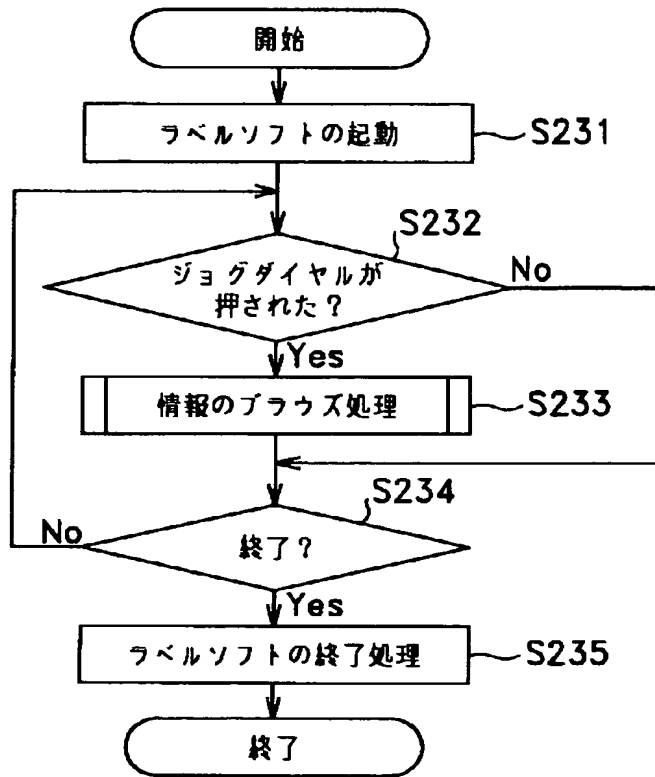 開始
ラベルソフトの起動
S231
S232
ジョグダイヤルが
押された?
No
Yes
情報のブラウズ処理
S233
S234
No
終了?
Yes
ラベルソフトの終了処理
S235
終了